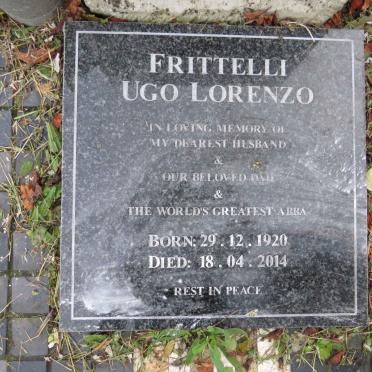 FRITTELLI
UGO LORENZO
IN LOVING MEMORY OF
MY DEAREST HUSBAND
&
OUR BELOVED DAD
&
THE WORLD'S GREATEST ABBA
BORN: 29 . 12 . 1920
DIED: 18 . 04 . 2014
REST IN PEACE